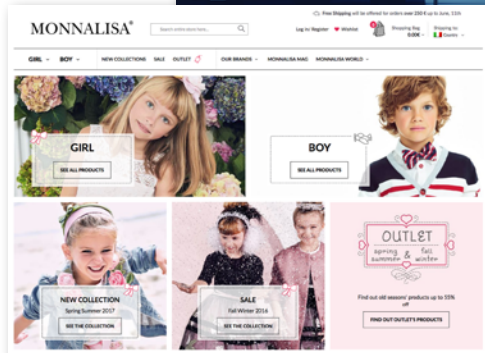 Free Shipping will be offered for orders over 250 € up to June, 15th
MONNALISA®
Search entire store here...
Log in/ Register
Wishlist
0
Shopping Bag:
0.00€
Shipping to:
Country
GIRL
BOY
NEW COLLECTIONS
SALE
OUTLET
OUR BRANDS
MONNALISA MAG
MONNALISA WORLD
GIRL
SEE ALL PRODUCTS
BOY
SEE ALL PRODUCTS
NEW COLLECTION
Spring Summer 2017
SEE THE COLLECTION
SALE
Fall Winter 2016
SEE THE COLLECTION
OUTLET
spring & fall
summer & winter
Find out old seasons' products up to 55%
off
FIND OUT OUTLET'S PRODUCTS